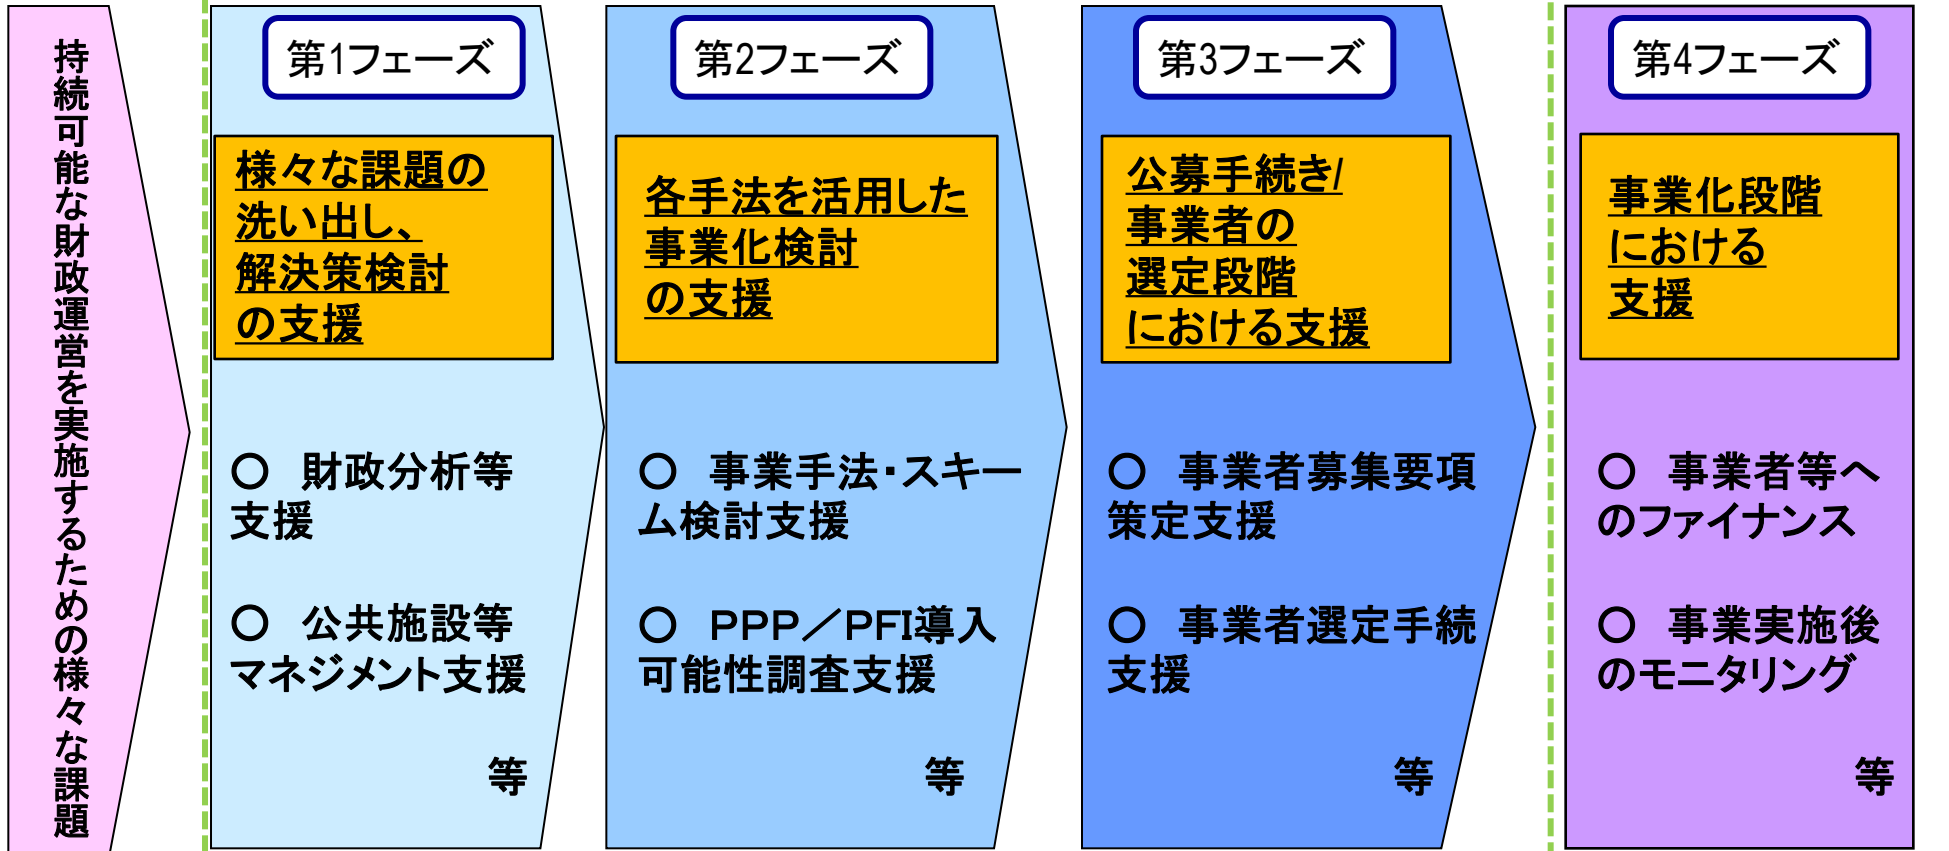 持続可能な財政運営を実施するための様々な課題
第1フェーズ
様々な課題の
洗い出し、
解決策検討
の支援
○ 財政分析等
支援
○ 公共施設等
マネジメント支援
等
第2フェーズ
各手法を活用した
事業化検討
の支援
○ 事業手法・スキー
ム検討支援
○ PPP／PFI導入
可能性調査支援
等
第3フェーズ
公募手続き/
事業者の
選定段階
における支援
○ 事業者募集要項
策定支援
○ 事業者選定手続
支援
等
第4フェーズ
事業化段階
における
支援
○ 事業者等へ
のファイナンス
○ 事業実施後
のモニタリング
等